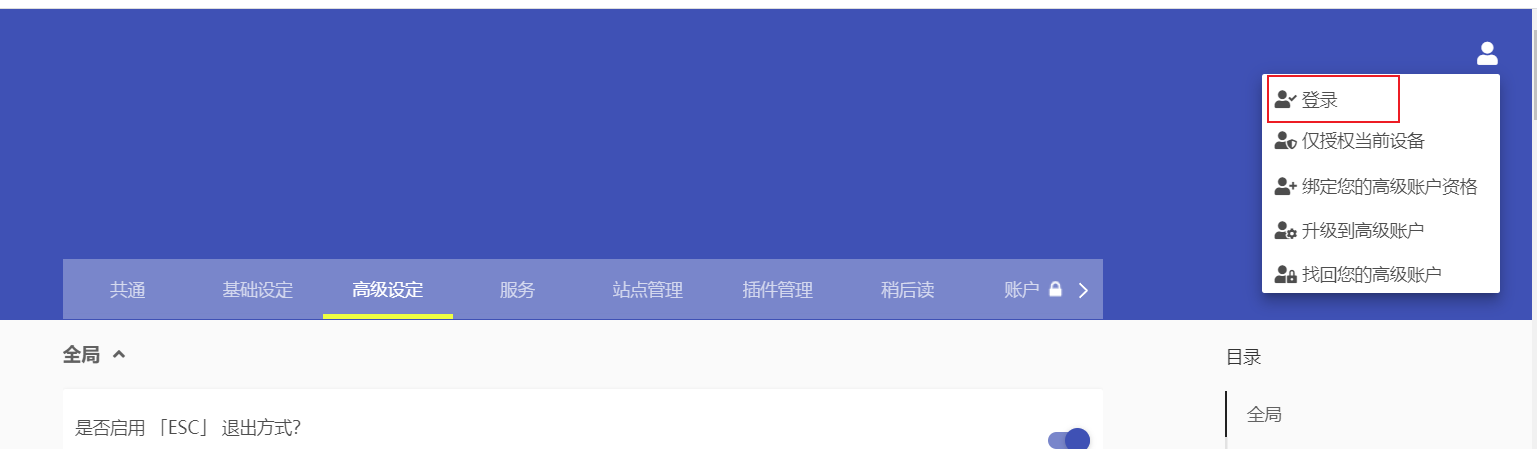 登录
仅授权当前设备
绑定您的高级账户资格
升级到高级账户
找回您的高级账户
共通 基础设定 高级设定 服务 站点管理 插件管理 稍后读 账户
全局
目录
全局
是否启用 「ESC」 退出方式?